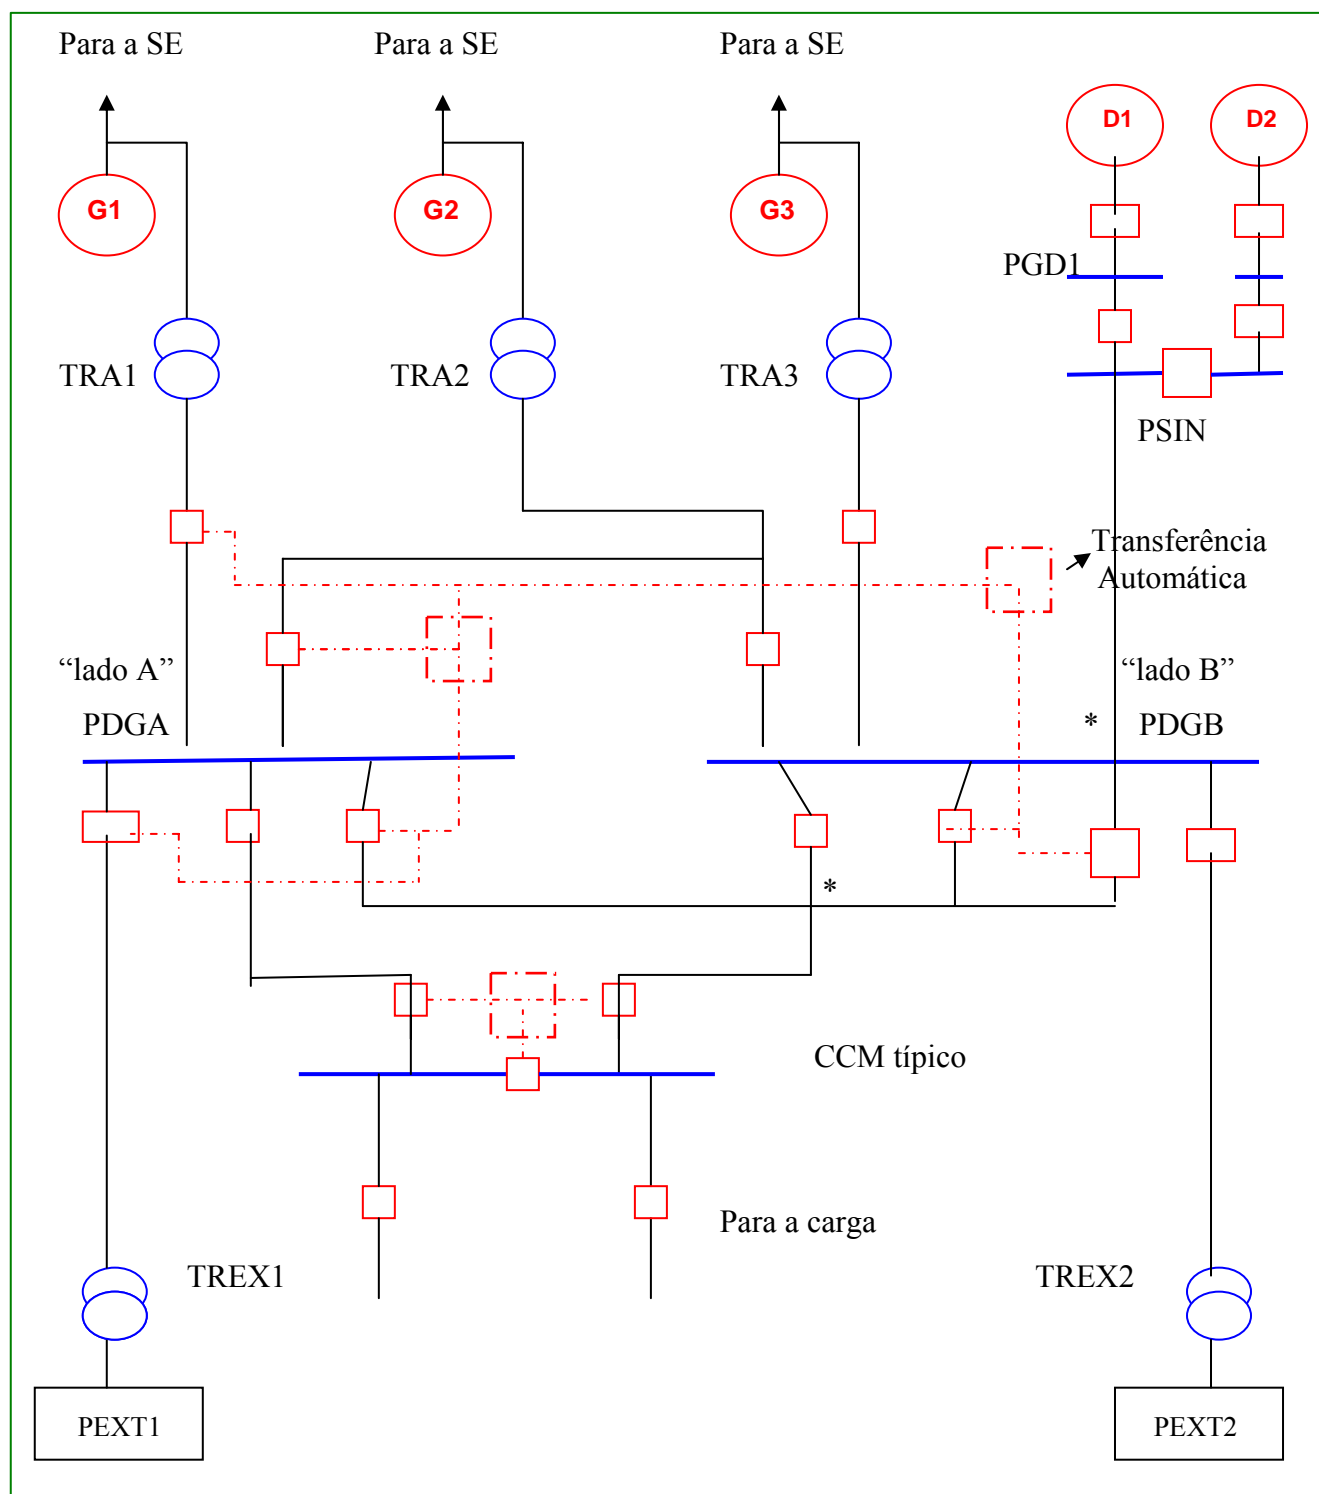 Para a SE
Para a SE
Para a SE
D1
D2
G1
G2
G3
PGD1
TRA1
TRA2
TRA3
PSIN
Transferência
Automática
“lado A”
“lado B”
PDGA
*
PDGB
*
CCM típico
Para a carga
TREX1
TREX2
PEXT1
PEXT2